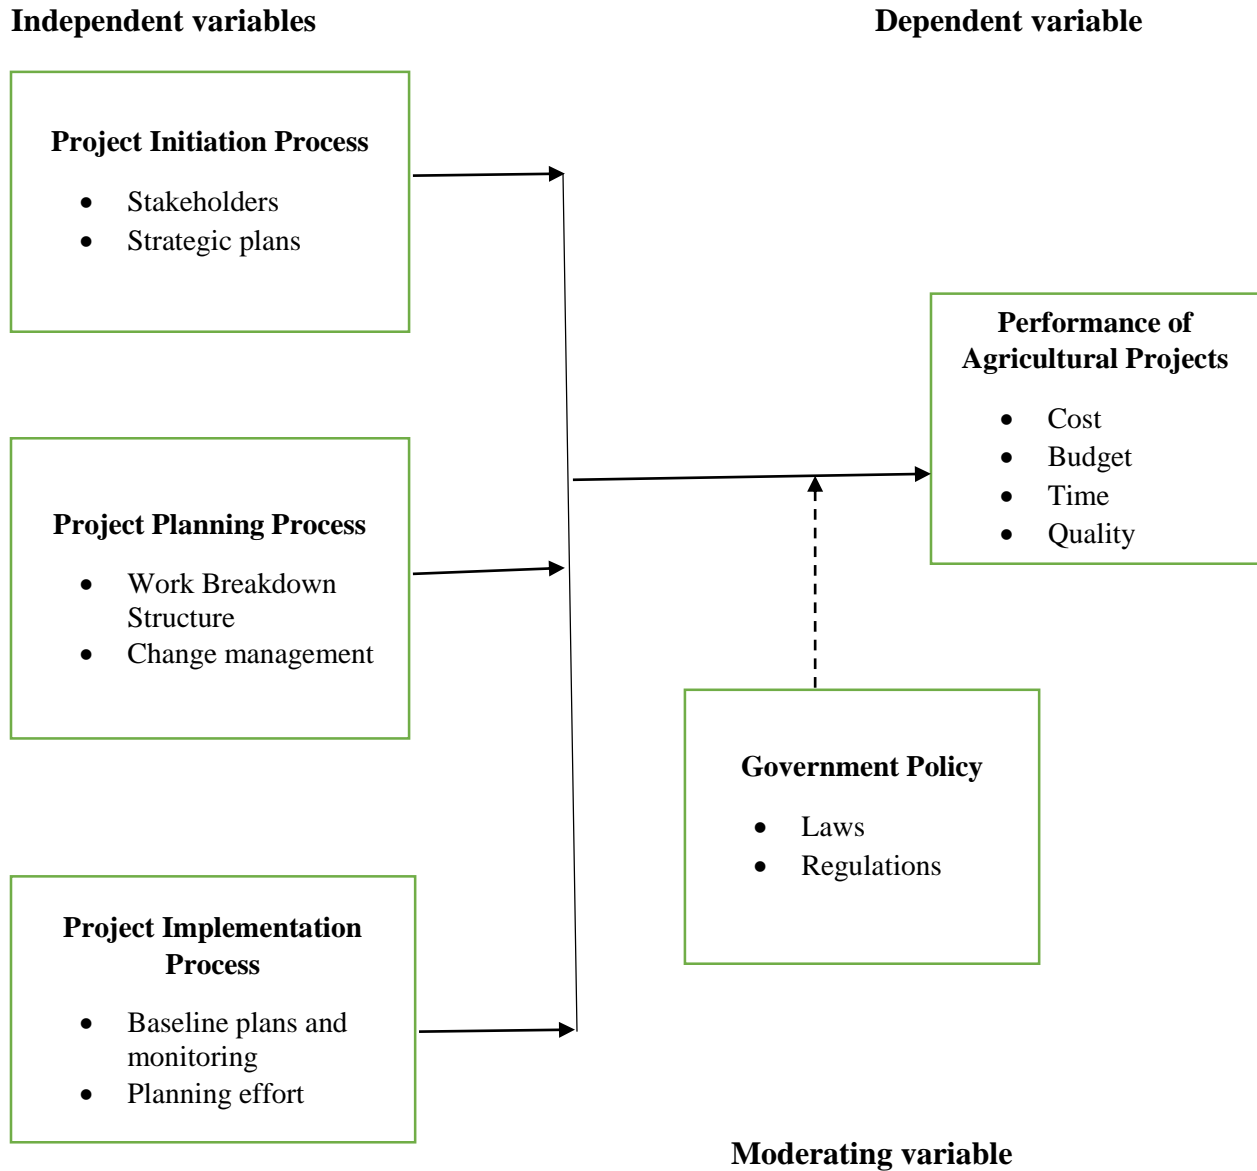 Independent variables
Dependent variable
Project Initiation Process
• Stakeholders
• Strategic plans
Performance of
Agricultural Projects
• Cost
• Budget
• Time
• Quality
Project Planning Process
• Work Breakdown
Structure
• Change management
Government Policy
• Laws
• Regulations
Project Implementation
Process
• Baseline plans and
monitoring
• Planning effort
Moderating variable